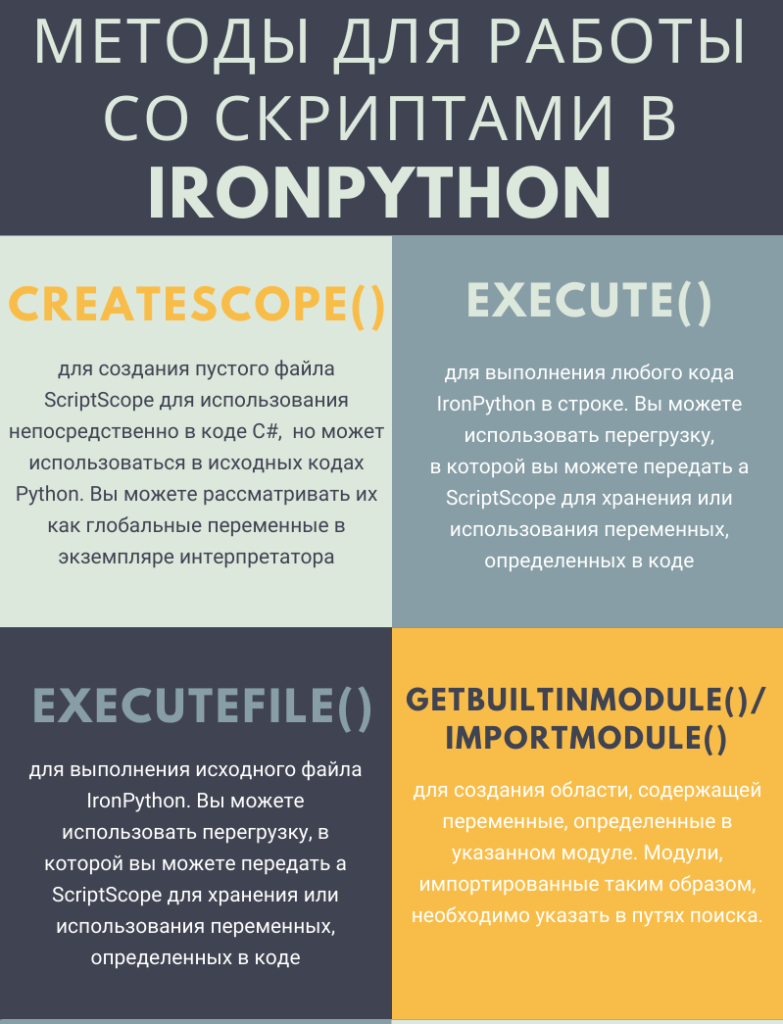 МЕТОДЫ ДЛЯ РАБОТЫ
СО СКРИПТАМИ В
IRONPYTHON
CREATESCOPE()
для создания пустого файла
ScriptScope для использования
непосредственно в коде C#, но может
использоваться в исходных кодах
Python. Вы можете рассматривать их
как глобальные переменные в
экземпляре интерпретатора
EXECUTE()
для выполнения любого кода
IronPython в строке. Вы можете
использовать перегрузку,
в которой вы можете передать а
ScriptScope для хранения или
использования переменных,
определенных в коде
EXECUTEFILE()
для выполнения исходного файла
IronPython. Вы можете
использовать перегрузку, в
которой вы можете передать а
ScriptScope для хранения или
использования переменных,
определенных в коде
GETBUILTINMODULE()/
IMPORTMODULE()
для создания области, содержащей
переменные, определенные в
указанном модуле. Модули,
импортированные таким образом,
необходимо указать в путях поиска.